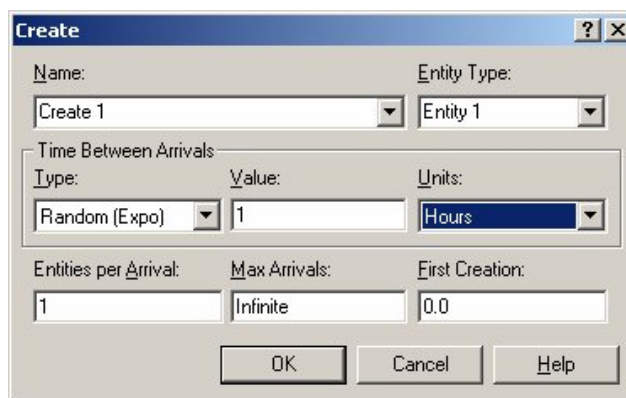 Create
Name: Entity Type:
Create 1 Entity 1
Time Between Arrivals
Type: Value: Units:
Random (Expo) 1 Hours
Entities per Arrival: Max Arrivals: First Creation:
1 Infinite 0.0
OK Cancel Help